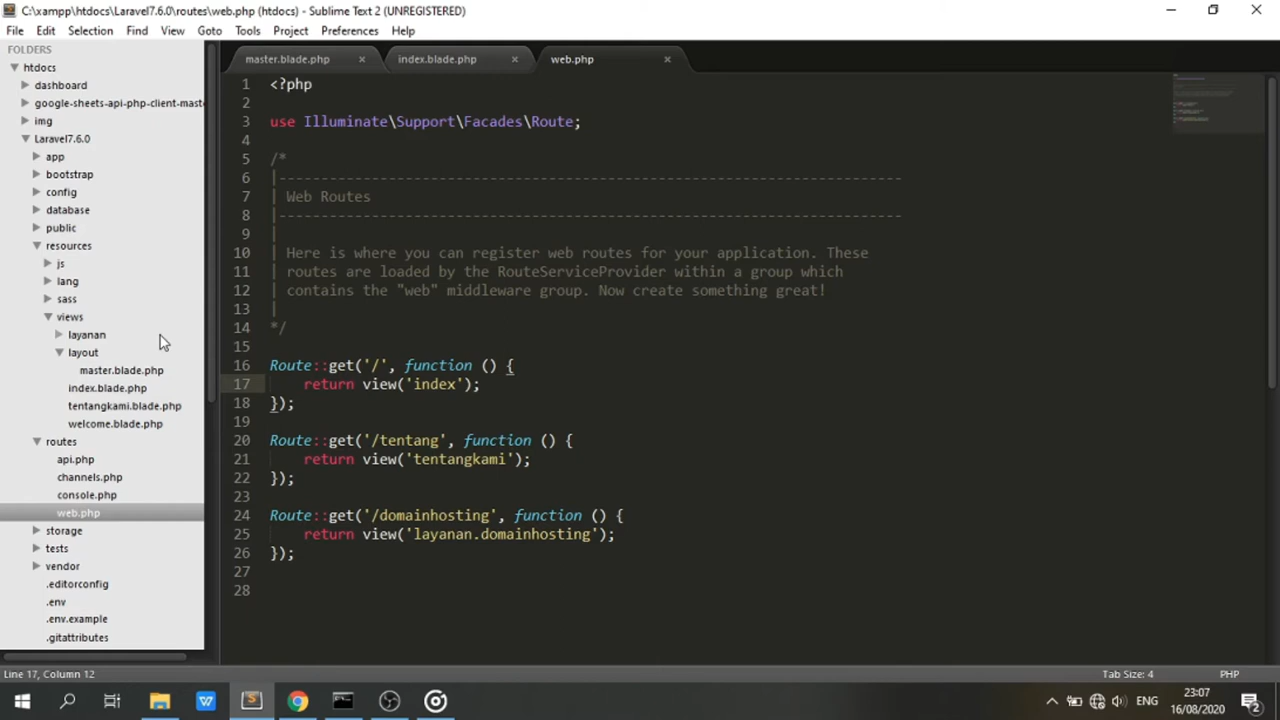 C:\xampp\htdocs\Laravel7.6.0\routes\web.php (htdocs) - Sublime Text 2 (UNREGISTERED)
File Edit Selection Find View Goto Tools Project Preferences Help
FOLDERS
htdocs
dashboard
google-sheets-api-php-client-mast
img
Laravel7.6.0
app
bootstrap
config
database
public
resources
js
lang
sass
views
layanan
layout
master.blade.php
index.blade.php
tentangkami.blade.php
welcome.blade.php
routes
api.php
channels.php
console.php
web.php
storage
tests
vendor
.editorconfig
.env
.env.example
.gitattributes
master.blade.php index.blade.php web.php
1 <?php
2
3 use Illuminate\Support\Facades\Route;
4
5 /*
6 |--------------------------------------------------------------------------
7 | Web Routes
8 |--------------------------------------------------------------------------
9 |
10 | Here is where you can register web routes for your application. These
11 | routes are loaded by the RouteServiceProvider within a group which
12 | contains the "web" middleware group. Now create something great!
13 |
14 */
15
16 Route::get('/', function () {
17 return view('index');
18 });
19
20 Route::get('/tentang', function () {
21 return view('tentangkami');
22 });
23
24 Route::get('/domainhosting', function () {
25 return view('layanan.domainhosting');
26 });
27
28
Line 17, Column 12 Tab Size: 4 PHP
ENG 23:07
16/08/2020
2